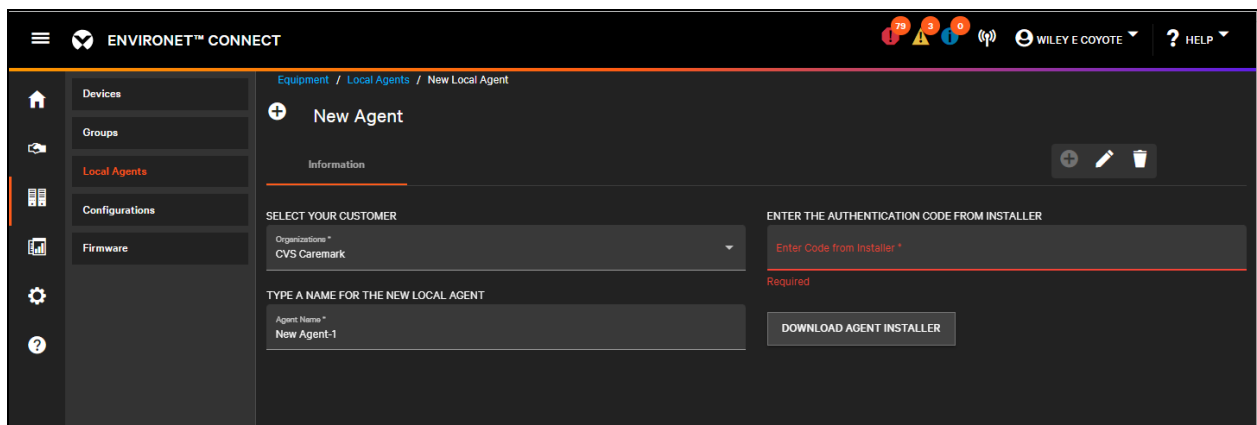 ENVIRONET™ CONNECT
79
3
0
WILEY E COYOTE
? HELP
Equipment / Local Agents / New Local Agent
New Agent
Devices
Groups
Local Agents
Configurations
Firmware
Information
SELECT YOUR CUSTOMER
Organizations *
CVS Caremark
TYPE A NAME FOR THE NEW LOCAL AGENT
Agent Name *
New Agent-1
ENTER THE AUTHENTICATION CODE FROM INSTALLER
Enter Code from Installer *
Required
DOWNLOAD AGENT INSTALLER